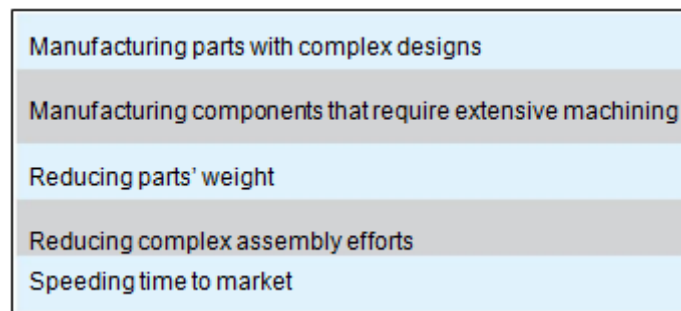 Manufacturing parts with complex designs
Manufacturing components that require extensive machining
Reducing parts’ weight
Reducing complex assembly efforts
Speeding time to market